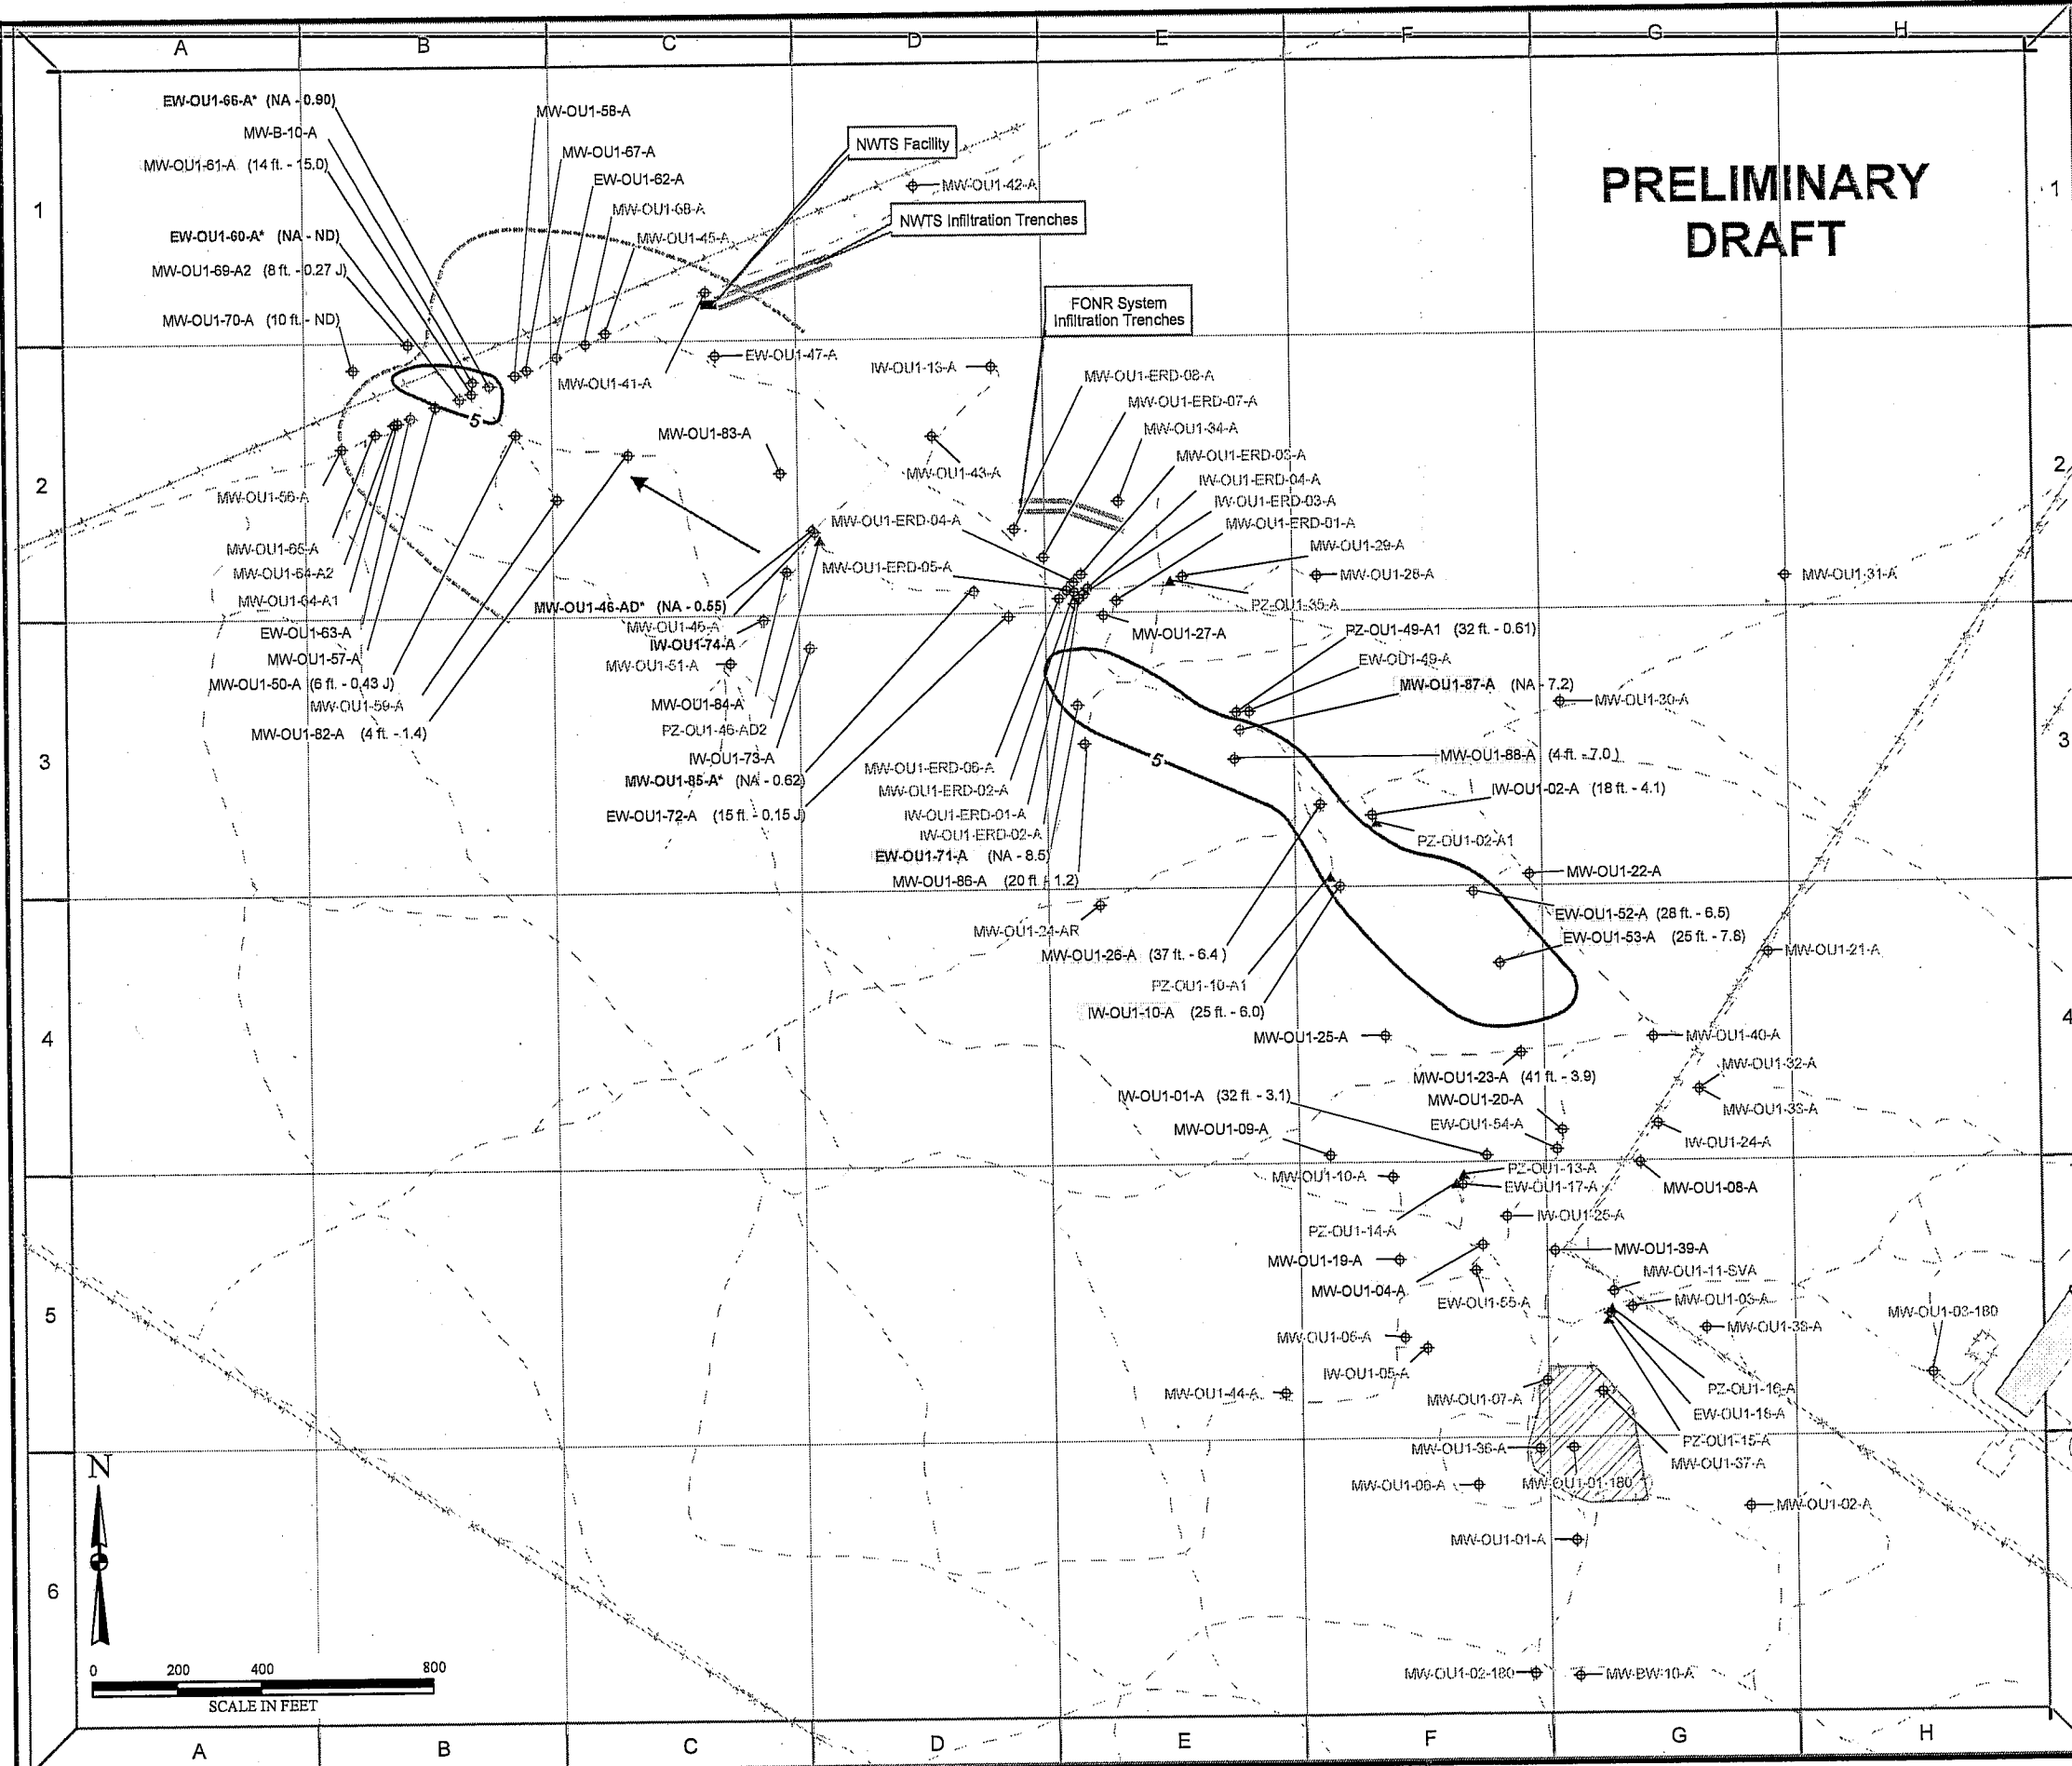 A B C D E F G H
PRELIMINARY
DRAFT
1
1
EW-OU1-66-A* (NA - 0.90)
MW-B-10-A
MW-OU1-61-A (14 ft. - 15.0)
EW-OU1-60-A* (NA - ND)
MW-OU1-69-A2 (8 ft. - 0.27 J)
MW-OU1-70-A (10 ft. - ND)
MW-OU1-58-A
MW-OU1-67-A
EW-OU1-62-A
MW-OU1-68-A
MW-OU1-45-A
NWTS Facility
MW-OU1-42-A
NWTS Infiltration Trenches
FONR System
Infiltration Trenches
EW-OU1-47-A
MW-OU1-41-A
IW-OU1-13-A
5
MW-OU1-83-A
MW-OU1-43-A
MW-OU1-ERD-08-A
MW-OU1-ERD-07-A
MW-OU1-34-A
MW-OU1-ERD-03-A
IW-OU1-ERD-04-A
IW-OU1-ERD-03-A
MW-OU1-ERD-01-A
MW-OU1-29-A
MW-OU1-28-A
MW-OU1-31-A
PZ-OU1-35-A
MW-OU1-27-A
2
2
MW-OU1-56-A
MW-OU1-65-A
MW-OU1-64-A2
MW-OU1-64-A1
EW-OU1-63-A
MW-OU1-57-A
MW-OU1-50-A (6 ft. - 0.43 J)
MW-OU1-59-A
MW-OU1-82-A (4 ft. - 1.4)
MW-OU1-ERD-04-A
MW-OU1-ERD-05-A
MW-OU1-46-AD* (NA - 0.55)
MW-OU1-46-A
IW-OU1-74-A
MW-OU1-51-A
MW-OU1-84-A
PZ-OU1-46-AD2
IW-OU1-73-A
MW-OU1-85-A* (NA - 0.62)
EW-OU1-72-A (15 ft. - 0.15 J)
PZ-OU1-49-A1 (32 ft. - 0.61)
EW-OU1-49-A
MW-OU1-87-A (NA - 7.2)
MW-OU1-30-A
3
3
5
MW-OU1-88-A (4 ft. - 7.0)
IW-OU1-02-A (18 ft. - 4.1)
PZ-OU1-02-A1
MW-OU1-22-A
MW-OU1-ERD-06-A
MW-OU1-ERD-02-A
IW-OU1-ERD-01-A
IW-OU1-ERD-02-A
EW-OU1-71-A (NA - 8.5)
MW-OU1-86-A (20 ft. - 1.2)
EW-OU1-52-A (28 ft. - 6.5)
EW-OU1-53-A (25 ft. - 7.8)
MW-OU1-21-A
MW-OU1-24-AR
MW-OU1-26-A (37 ft. - 6.4)
PZ-OU1-10-A1
IW-OU1-10-A (25 ft. - 6.0)
4
4
MW-OU1-25-A
MW-OU1-40-A
MW-OU1-32-A
MW-OU1-23-A (41 ft. - 3.9)
IW-OU1-01-A (32 ft. - 3.1)
MW-OU1-20-A
EW-OU1-54-A
MW-OU1-09-A
IW-OU1-24-A
PZ-OU1-13-A
MW-OU1-10-A
EW-OU1-17-A
MW-OU1-08-A
IW-OU1-25-A
PZ-OU1-14-A
MW-OU1-19-A
MW-OU1-39-A
MW-OU1-11-SVA
MW-OU1-04-A
EW-OU1-55-A
MW-OU1-03-A
MW-OU1-03-180
5
IW-OU1-05-A
MW-OU1-44-A
MW-OU1-07-A
PZ-OU1-16-A
EW-OU1-18-A
PZ-OU1-15-A
MW-OU1-37-A
MW-OU1-36-A
MW-OU1-01-180
MW-OU1-06-A
MW-OU1-02-A
MW-OU1-01-A
6
N
0 200 400 800
SCALE IN FEET
MW-OU1-02-180
MW-BW-10-A
A B C D E F G H